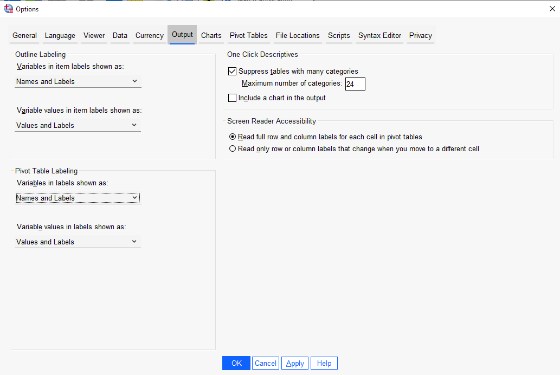 Options
General Language Viewer Data Currency Output Charts Pivot Tables File Locations Scripts Syntax Editor Privacy
Outline Labeling
Variables in item labels shown as:
Names and Labels
Variable values in item labels shown as:
Values and Labels
Pivot Table Labeling
Variables in labels shown as:
Names and Labels
Variable values in labels shown as:
Values and Labels
One Click Descriptives
Suppress tables with many categories
Maximum number of categories: 24
Include a chart in the output
Screen Reader Accessibility
Read full row and column labels for each cell in pivot tables
Read only row or column labels that change when you move to a different cell
OK Cancel Apply Help